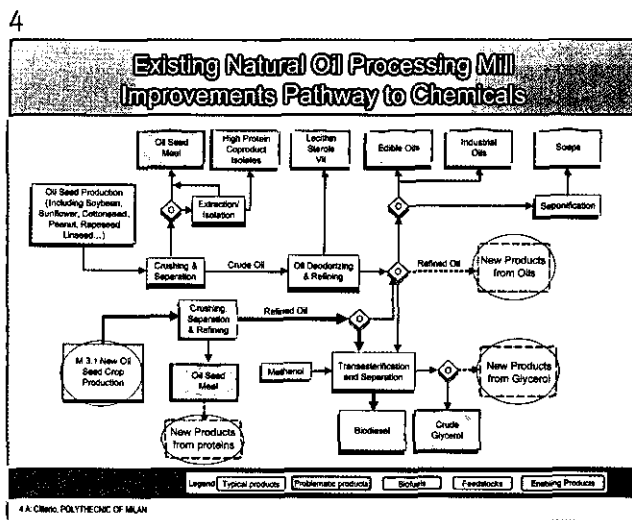 4
Existing Natural Oil Processing Mill
Improvements Pathway to Chemicals
Oil Seed
Meal
High Protein
Coproduct
Isolates
Lecithin
Sterols
Vit
Edible Oils
Industrial
Oils
Soaps
Oil Seed Production
(Including Soybean,
Sunflower, Cottonseed,
Peanut, Rapeseed
Linseed...)
Extraction/
Isolation
Saponification
Crushing &
Separation
Crude Oil
Oil Deodorizing
& Refining
Refined Oil
New Products
from Oils
Crushing,
Separation
& Refining
Refined Oil
M 3.1 New Oil
Seed Crop
Production
Oil Seed
Meal
Methanol
Transesterification
and Separation
New Products
from Glycerol
New Products
from proteins
Biodiesel
Crude
Glycerol
Legend
Typical products
Problematic products
Biofuels
Feedstocks
Enabling Products
4 A. Citterio, POLYTHECNIC OF MILAN